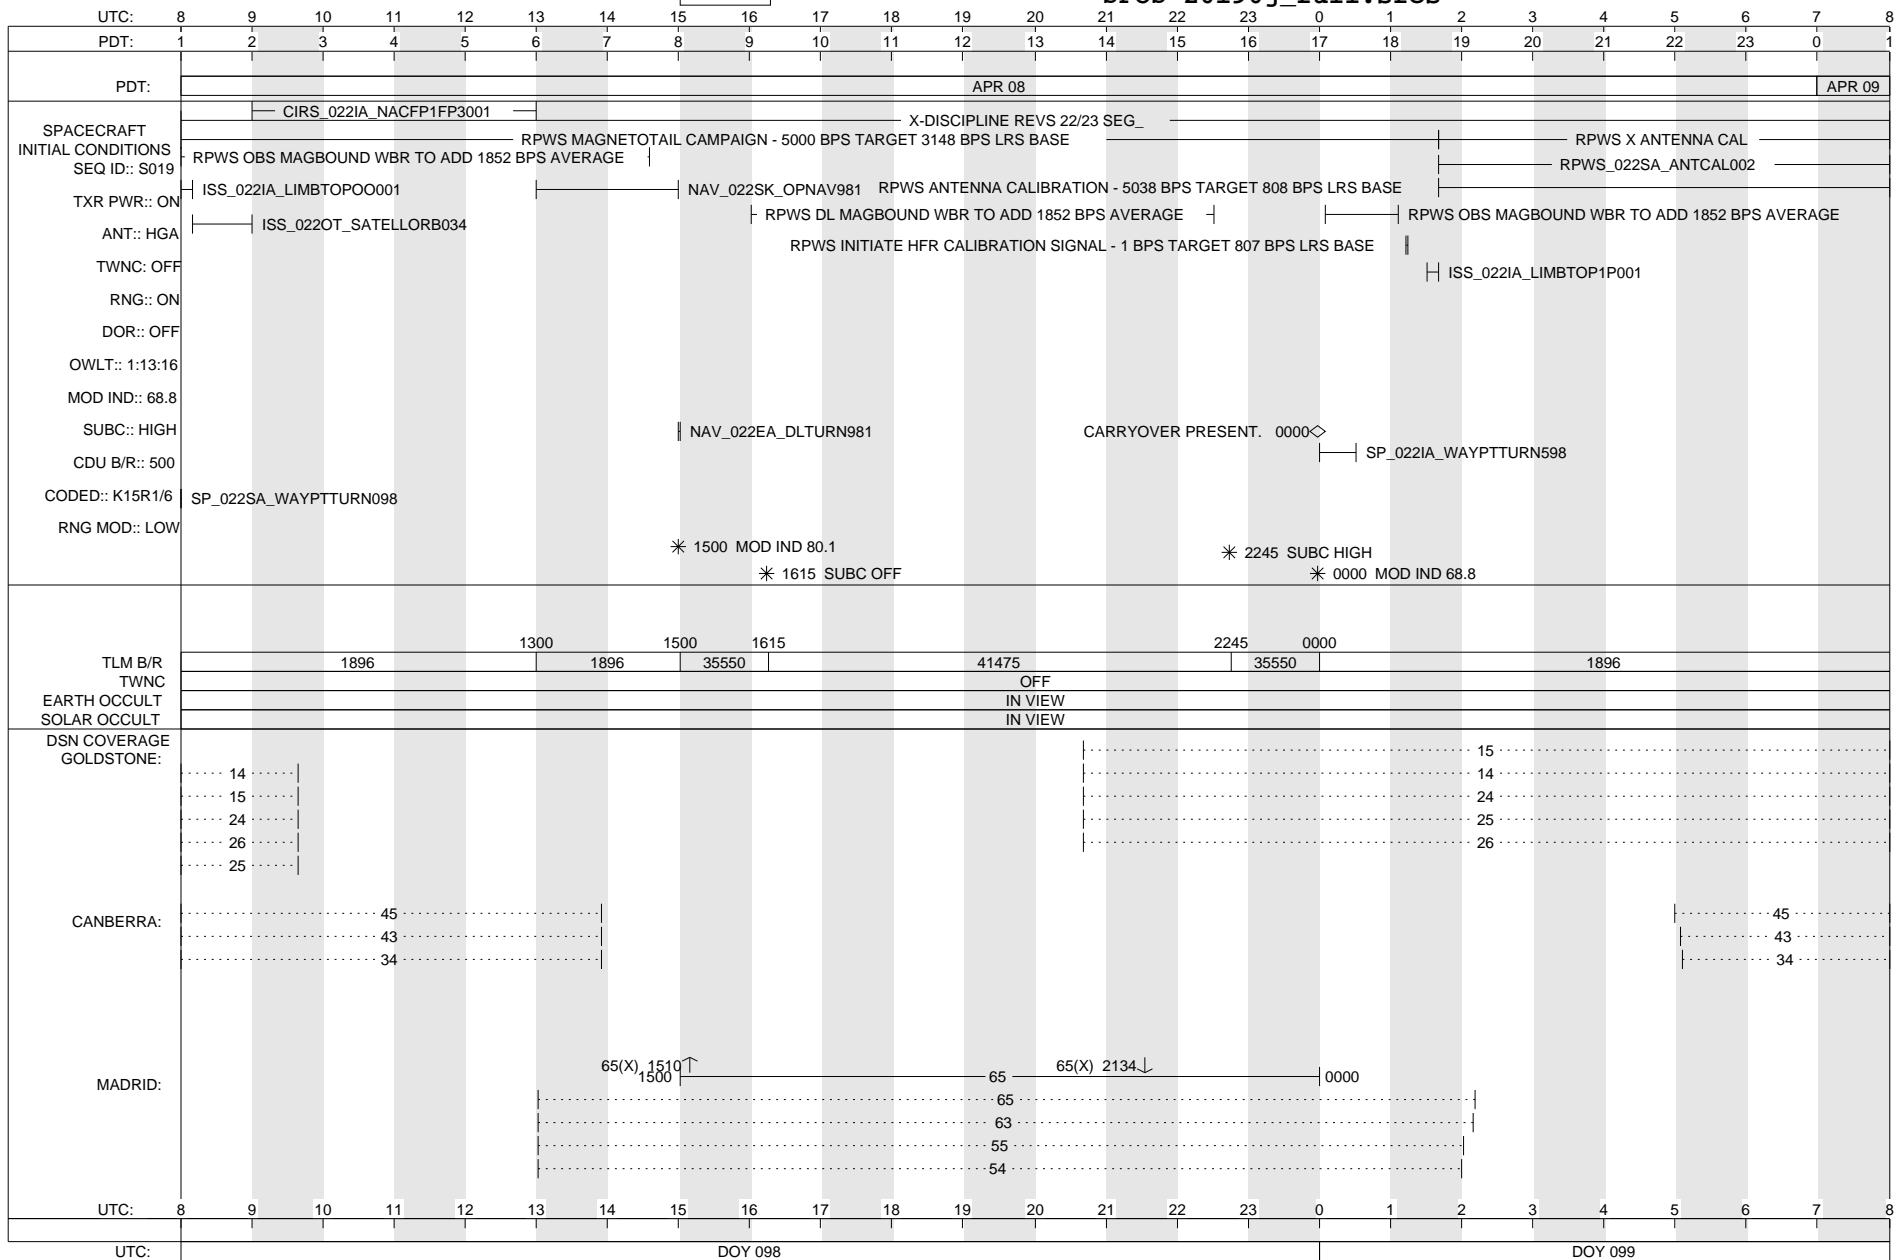 UTC: 8 9 10 11 12 13 14 15 16 17 18 19 20 21 22 23 0 1 2 3 4 5 6 7 8
PDT: 1 2 3 4 5 6 7 8 9 10 11 12 13 14 15 16 17 18 19 20 21 22 23 0 1
PDT: APR 08 APR 09
CIRS_022IA_NACFP1FP3001
X-DISCIPLINE REVS 22/23 SEG_
SPACECRAFT
INITIAL CONDITIONS
RPWS MAGNETOTAIL CAMPAIGN - 5000 BPS TARGET 3148 BPS LRS BASE
RPWS X ANTENNA CAL
SEQ ID:: S019
RPWS OBS MAGBOUND WBR TO ADD 1852 BPS AVERAGE
RPWS_022SA_ANTCAL002
ISS_022IA_LIMBTOPOO001
NAV_022SK_OPNAV981
RPWS ANTENNA CALIBRATION - 5038 BPS TARGET 808 BPS LRS BASE
TXR PWR:: ON
RPWS DL MAGBOUND WBR TO ADD 1852 BPS AVERAGE
RPWS OBS MAGBOUND WBR TO ADD 1852 BPS AVERAGE
ISS_022OT_SATELLORB034
ANT:: HGA
RPWS INITIATE HFR CALIBRATION SIGNAL - 1 BPS TARGET 807 BPS LRS BASE
TWNC: OFF
ISS_022IA_LIMBTOP1P001
RNG:: ON
DOR:: OFF
OWLT:: 1:13:16
MOD IND:: 68.8
SUBC:: HIGH
NAV_022EA_DLTURN981
CARRYOVER PRESENT. 0000
SP_022IA_WAYPTTURN598
CDU B/R:: 500
CODED:: K15R1/6
SP_022SA_WAYPTTURN098
RNG MOD:: LOW
1500 MOD IND 80.1
2245 SUBC HIGH
1615 SUBC OFF
0000 MOD IND 68.8
1300 1500 1615 2245 0000
TLM B/R 1896 1896 35550 41475 35550 1896
TWNC OFF
EARTH OCCULT IN VIEW
SOLAR OCCULT IN VIEW
DSN COVERAGE
GOLDSTONE:
15
14 14
15 24
24 25
26 26
25
CANBERRA:
45 45
43 43
34 34
MADRID:
65(X) 1510 65(X) 2134
1500 65 0000
65
63
55
54
UTC: 8 9 10 11 12 13 14 15 16 17 18 19 20 21 22 23 0 1 2 3 4 5 6 7 8
UTC: DOY 098 DOY 099